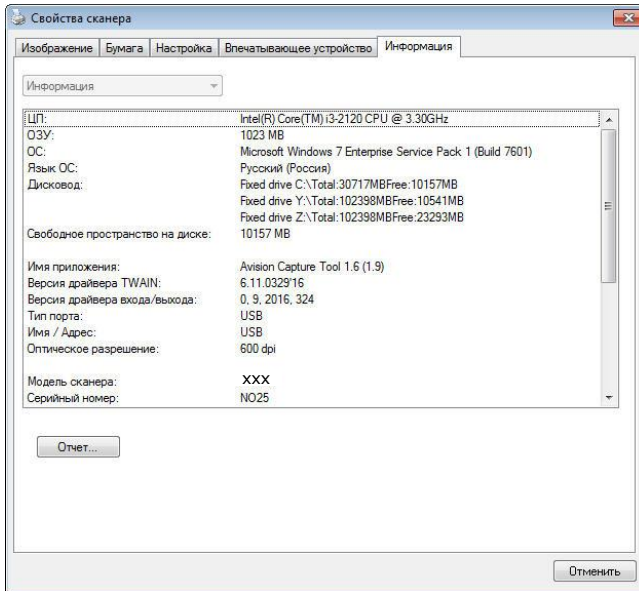 Свойства сканера
Изображение Бумага Настройка Впечатывающее устройство Информация
Информация
ЦП: Intel(R) Core(TM) i3-2120 CPU @ 3.30GHz
ОЗУ: 1023 MB
ОС: Microsoft Windows 7 Enterprise Service Pack 1 (Build 7601)
Язык ОС: Русский (Россия)
Дисковод: Fixed drive C:\Total:30717MBFree:10157MB
Fixed drive Y:\Total:102398MBFree:10541MB
Fixed drive Z:\Total:102398MBFree:23293MB
Свободное пространство на диске: 10157 MB
Имя приложения: Avision Capture Tool 1.6 (1.9)
Версия драйвера TWAIN: 6.11.0329'16
Версия драйвера входа/выхода: 0, 9, 2016, 324
Тип порта: USB
Имя / Адрес: USB
Оптическое разрешение: 600 dpi
Модель сканера: XXX
Серийный номер: NO25
Отчет...
Отменить